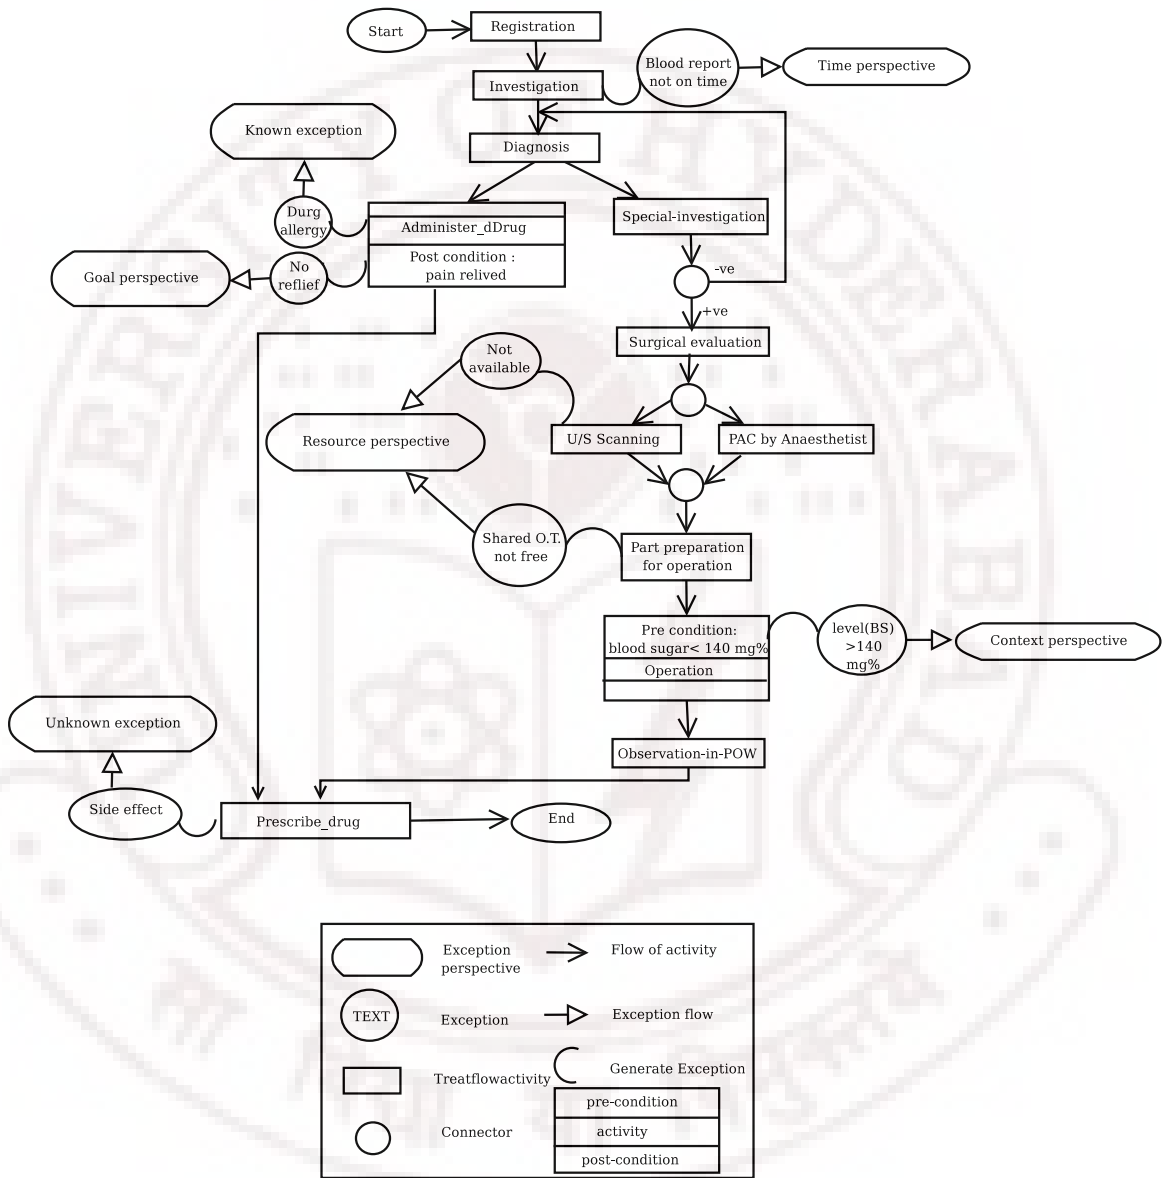 Start
Registration
Blood report
not on time
Time perspective
Investigation
Known exception
Diagnosis
Durg
allergy
Administer_dDrug
Special-investigation
Post condition :
pain relived
Goal perspective
No
reflief
-ve
+ve
Surgical evaluation
Not
available
Resource perspective
U/S Scanning
PAC by Anaesthetist
Shared O.T.
not free
Part preparation
for operation
Pre condition:
blood sugar< 140 mg%
Operation
level(BS)
>140
mg%
Context perspective
Unknown exception
Observation-in-POW
Side effect
Prescribe_drug
End
Exception
perspective
Flow of activity
TEXT
Exception
Exception flow
Treatflowactivity
Generate Exception
Connector
pre-condition
activity
post-condition